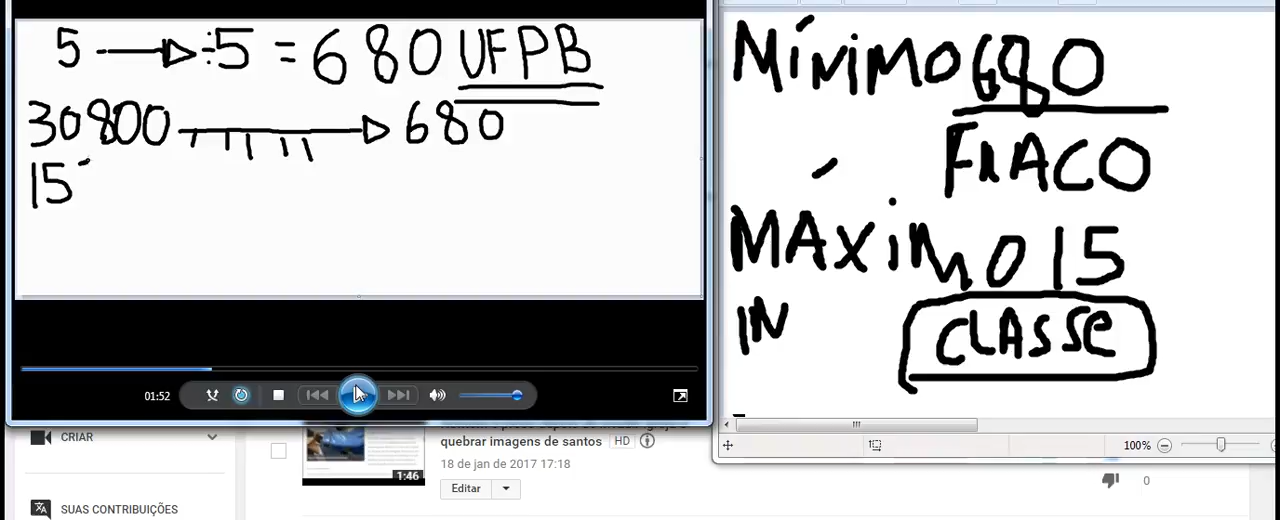 5 → ÷5 = 680 UFPB
30800 → 680
15
01:52
MÍNIMO 680
FRACO
MAXIMO 15
IN CLASSE
100%
CRIAR
quebrar imagens de santos HD
18 de jan de 2017 17:18
1:46
Editar
0
SUAS CONTRIBUIÇÕES